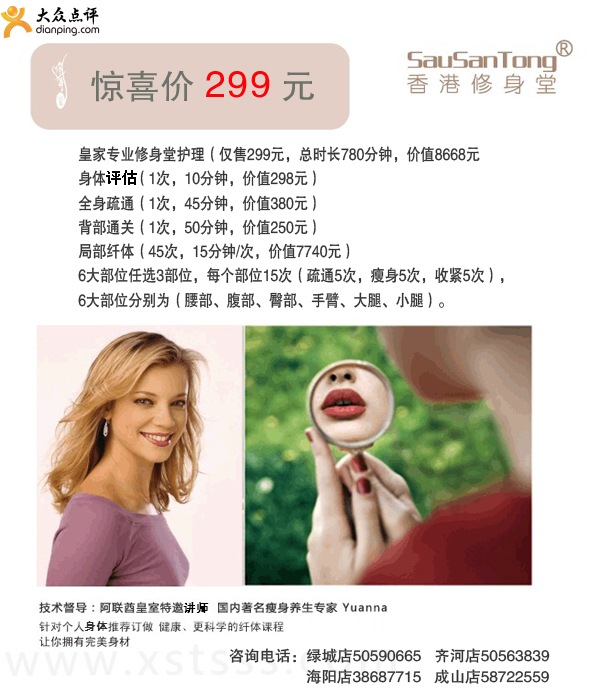 大众点评
dianping.com
SauSanTong®
香港修身堂
惊喜价 299 元
皇家专业修身堂护理（仅售299元，总时长780分钟，价值8668元
身体评估（1次，10分钟，价值298元）
全身疏通（1次，45分钟，价值380元）
背部通关（1次，50分钟，价值250元）
局部纤体（45次，15分钟/次，价值7740元）
6大部位任选3部位，每个部位15次（疏通5次，瘦身5次，收紧5次），
6大部位分别为（腰部、腹部、臀部、手臂、大腿、小腿）。
技术督导：阿联酋皇室特邀讲师 国内著名瘦身养生专家 Yuanna
针对个人身体推荐订做 健康、更科学的纤体课程
让你拥有完美身材
www.xstsss.com
咨询电话：绿城店50590665 齐河店50563839
海阳店38687715 成山店58722559